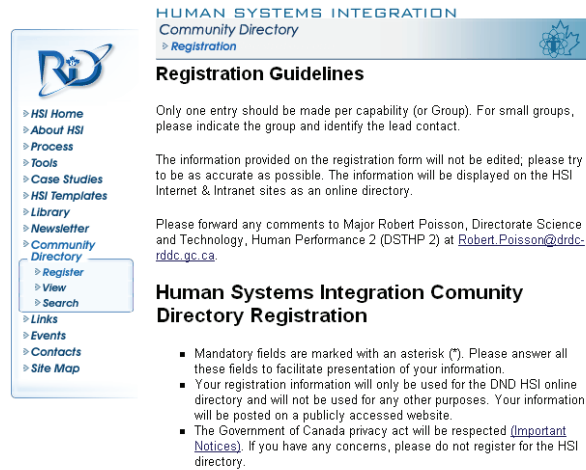 HUMAN SYSTEMS INTEGRATION
Community Directory
Registration
RD
HSI Home
About HSI
Process
Tools
Case Studies
HSI Templates
Library
Newsletter
Community
Directory
Register
View
Search
Links
Events
Contacts
Site Map
Registration Guidelines
Only one entry should be made per capability (or Group). For small groups,
please indicate the group and identify the lead contact.
The information provided on the registration form will not be edited; please try
to be as accurate as possible. The information will be displayed on the HSI
Internet & Intranet sites as an online directory.
Please forward any comments to Major Robert Poisson, Directorate Science
and Technology, Human Performance 2 (DSTHP 2) at Robert.Poisson@drdc-
rddc.gc.ca.
Human Systems Integration Comunity
Directory Registration
Mandatory fields are marked with an asterisk (*). Please answer all
these fields to facilitate presentation of your information.
Your registration information will only be used for the DND HSI online
directory and will not be used for any other purposes. Your information
will be posted on a publicly accessed website.
The Government of Canada privacy act will be respected (Important
Notices). If you have any concerns, please do not register for the HSI
directory.